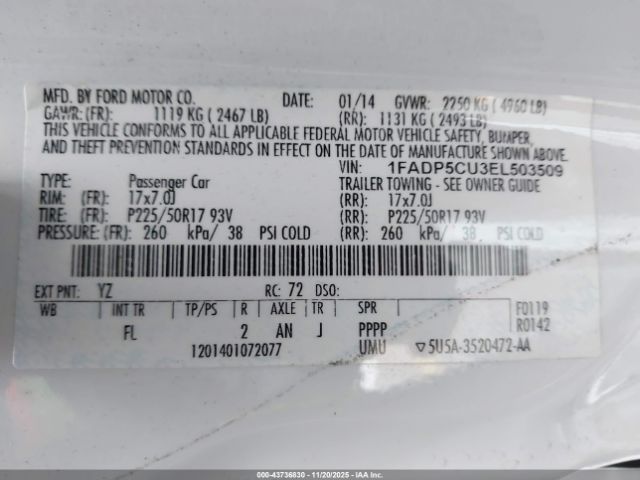 MFD. BY FORD MOTOR CO. DATE: 01/14 GVWR: 2250 KG ( 4960 LB)
GAWR:(FR): 1119 KG ( 2467 LB) (RR): 1131 KG ( 2493 LB)
THIS VEHICLE CONFORMS TO ALL APPLICABLE FEDERAL MOTOR VEHICLE SAFETY, BUMPER,
AND THEFT PREVENTION STANDARDS IN EFFECT ON THE DATE OF MANUFACTURE SHOWN ABOVE.
VIN: 1FADP5CU3EL503509
TYPE: Passenger Car TRAILER TOWING - SEE OWNER GUIDE
RIM: (FR): 17x7.0J (RR): 17x7.0J
TIRE: (FR): P225/50R17 93V (RR): P225/50R17 93V
PRESSURE: (FR): 260 kPa/ 38 PSI COLD (RR): 260 kPa/ 38 PSI COLD
EXT PNT: YZ RC: 72 DSO:
WB INT TR TP/PS R AXLE TR SPR F0119
FL 2 AN J PPPP R0142
1201401072077 UMU ▽5U5A-3520472-AA
000-43736830 - 11/20/2025 - IAAI.CA